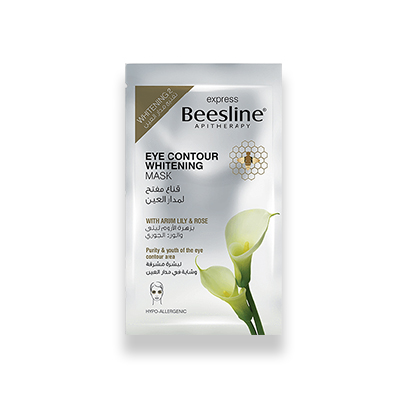 WHITENING
express
Beesline®
APITHERAPY
EYE CONTOUR
WHITENING
MASK
قناع مفتح
لمدار العين
WITH ARUM LILY & ROSE
بزهرة الأروم ليلي
والورد الجوري
Purity & youth of the eye
contour area
لبشرة مشرقة
وشابة في مدار العين
HYPO-ALLERGENIC